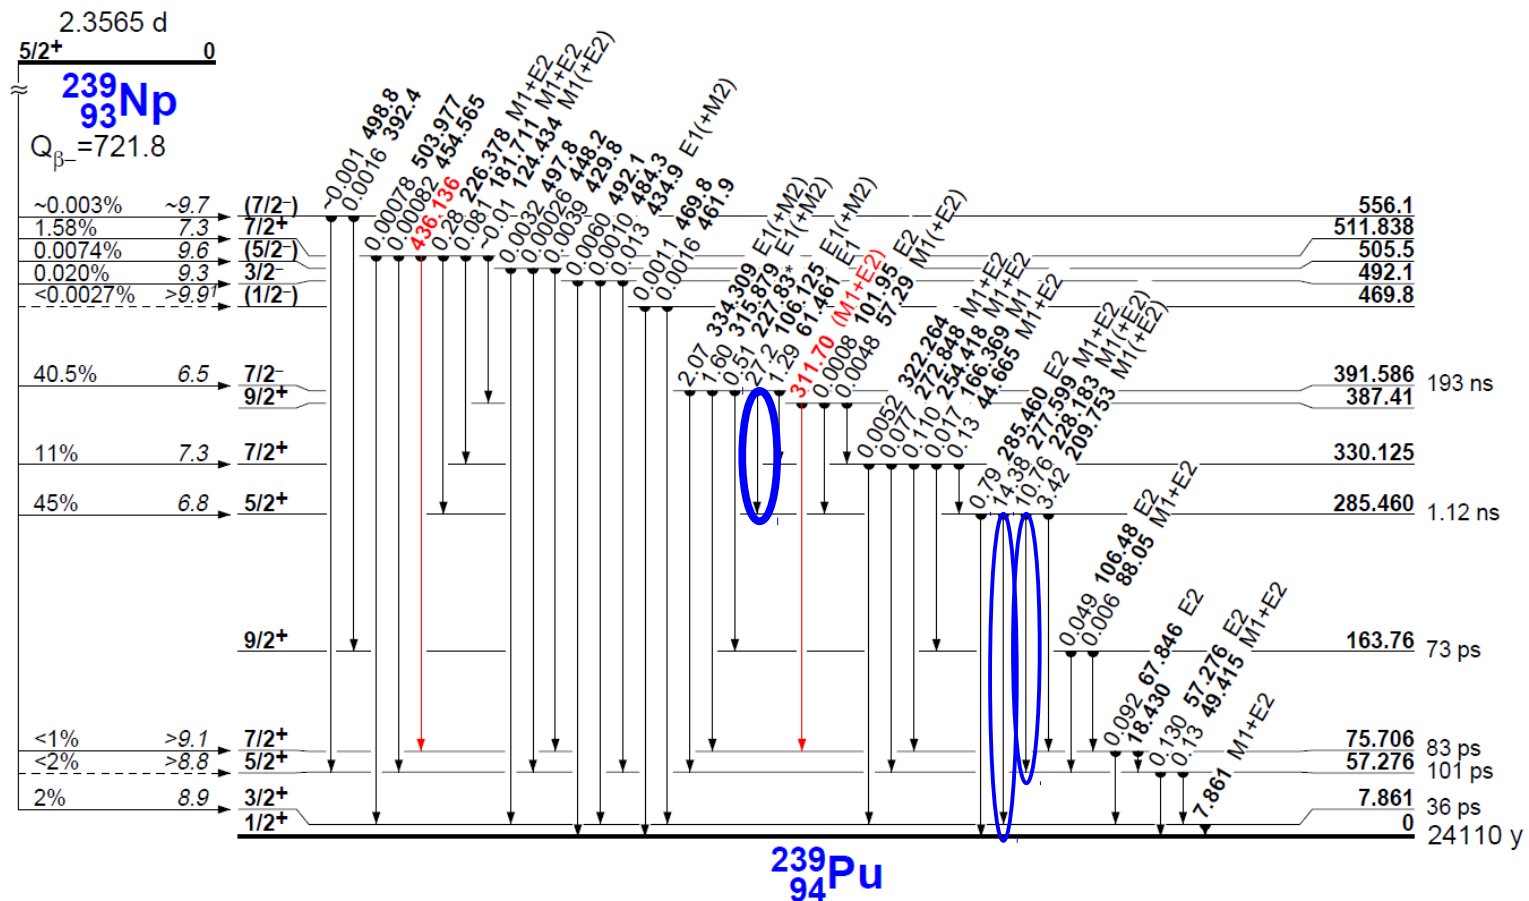 2.3565 d
5/2⁺ 0
²³⁹₉₃Np
Qβ₋=721.8
~0.001 498.8
0.0016 392.4
0.00078 503.977
0.00082 454.565
436.136
0.28 226.378 M1+E2
0.081 181.711 M1+E2
~0.01 124.434 M1(+E2)
0.0032 497.8
0.00026 448.2
0.0039 429.8
0.0060 492.1
0.0010 484.3
0.013 434.9 E1(+M2)
0.0011 469.8
0.0016 461.9
2.07 334.309 E1(+M2)
1.60 315.879 E1(+M2)
0.51 227.83*
27.2 106.125 E1(+M2)
1.29 61.461 E1
311.70 (M1+E2)
0.0008 101.95 E2
0.0048 57.29 M1(+E2)
0.0052 322.264
0.077 272.848 M1+E2
0.110 254.418 M1+E2
0.017 166.369 M1
0.13 44.665 M1+E2
0.79 285.460 E2
14.38 277.599 M1+E2
10.76 228.183 M1(+E2)
3.42 209.753 M1(+E2)
0.049 106.48 E2
0.006 88.05 M1+E2
0.092 67.846 E2
18.430
0.130 57.276 E2
0.13 49.415 M1+E2
7.861 M1+E2
~0.003% ~9.7 (7/2⁻) 556.1
1.58% 7.3 7/2⁺ 511.838
0.0074% 9.6 (5/2⁻) 505.5
0.020% 9.3 3/2⁻ 492.1
<0.0027% >9.9¹ (1/2⁻) 469.8
40.5% 6.5 7/2⁻ 391.586 193 ns
9/2⁺ 387.41
11% 7.3 7/2⁺ 330.125
45% 6.8 5/2⁺ 285.460 1.12 ns
9/2⁺ 163.76 73 ps
<1% >9.1 7/2⁺ 75.706 83 ps
<2% >8.8 5/2⁺ 57.276 101 ps
2% 8.9 3/2⁺ 7.861 36 ps
1/2⁺ 0 24110 y
²³⁹₉₄Pu